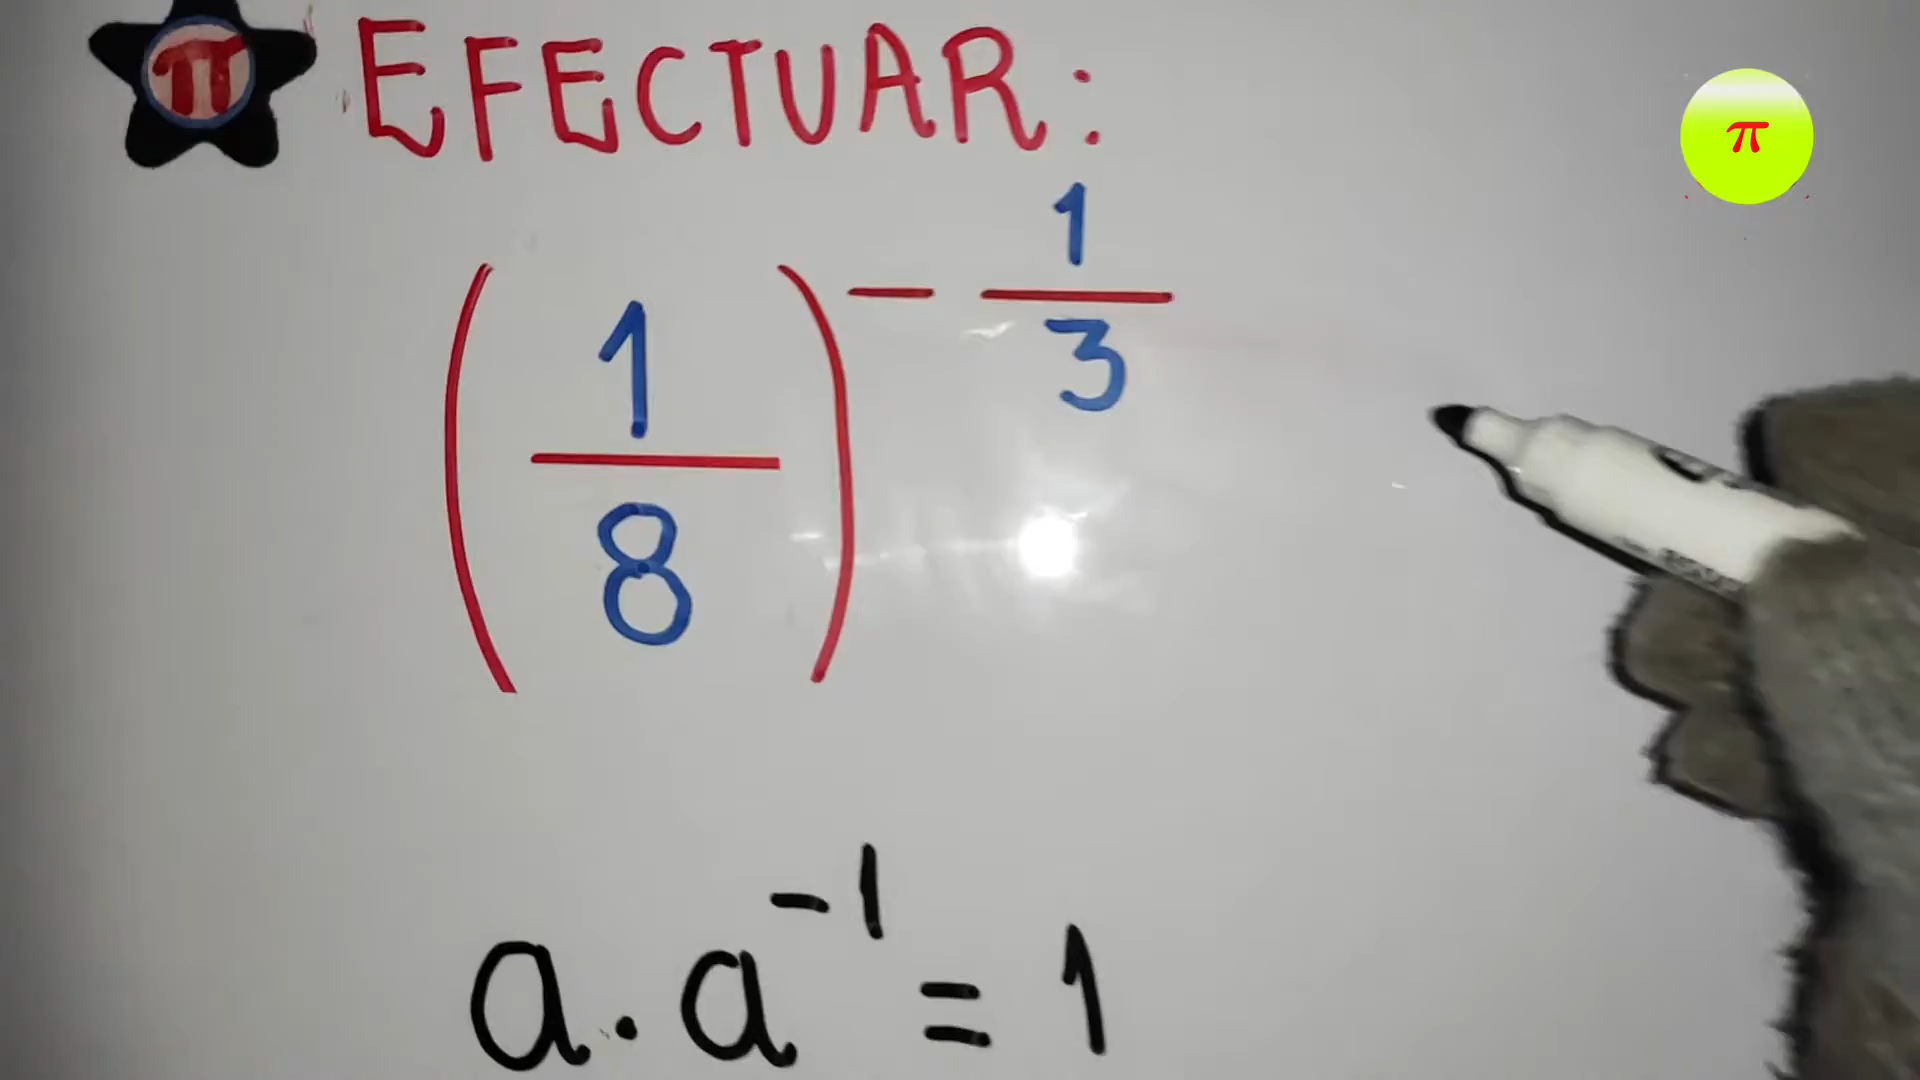 π EFECTUAR:
π
(1/8)^(-1/3)
a · a⁻¹ = 1